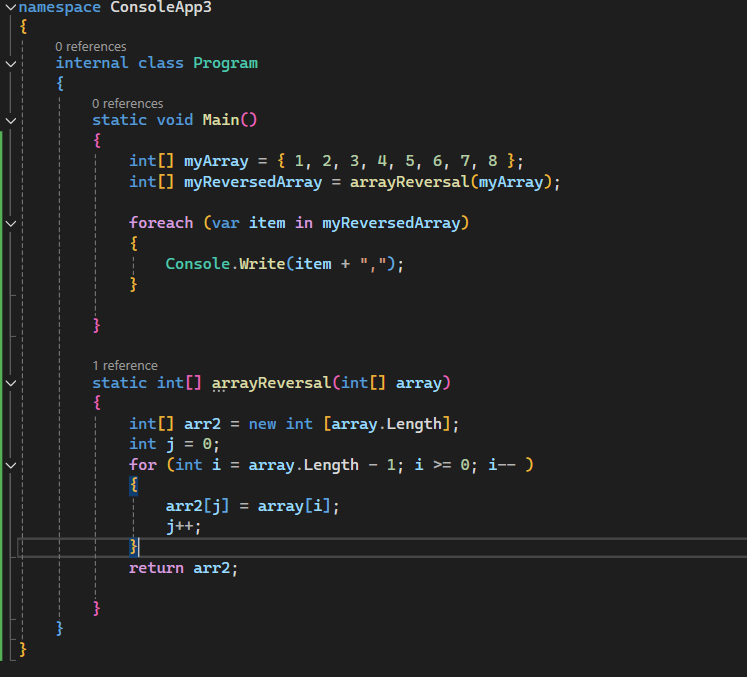 namespace ConsoleApp3
{
0 references
internal class Program
{
0 references
static void Main()
{
int[] myArray = { 1, 2, 3, 4, 5, 6, 7, 8 };
int[] myReversedArray = arrayReversal(myArray);
foreach (var item in myReversedArray)
{
Console.Write(item + ",");
}
}
1 reference
static int[] arrayReversal(int[] array)
{
int[] arr2 = new int [array.Length];
int j = 0;
for (int i = array.Length - 1; i >= 0; i-- )
{
arr2[j] = array[i];
j++;
}
return arr2;
}
}
}